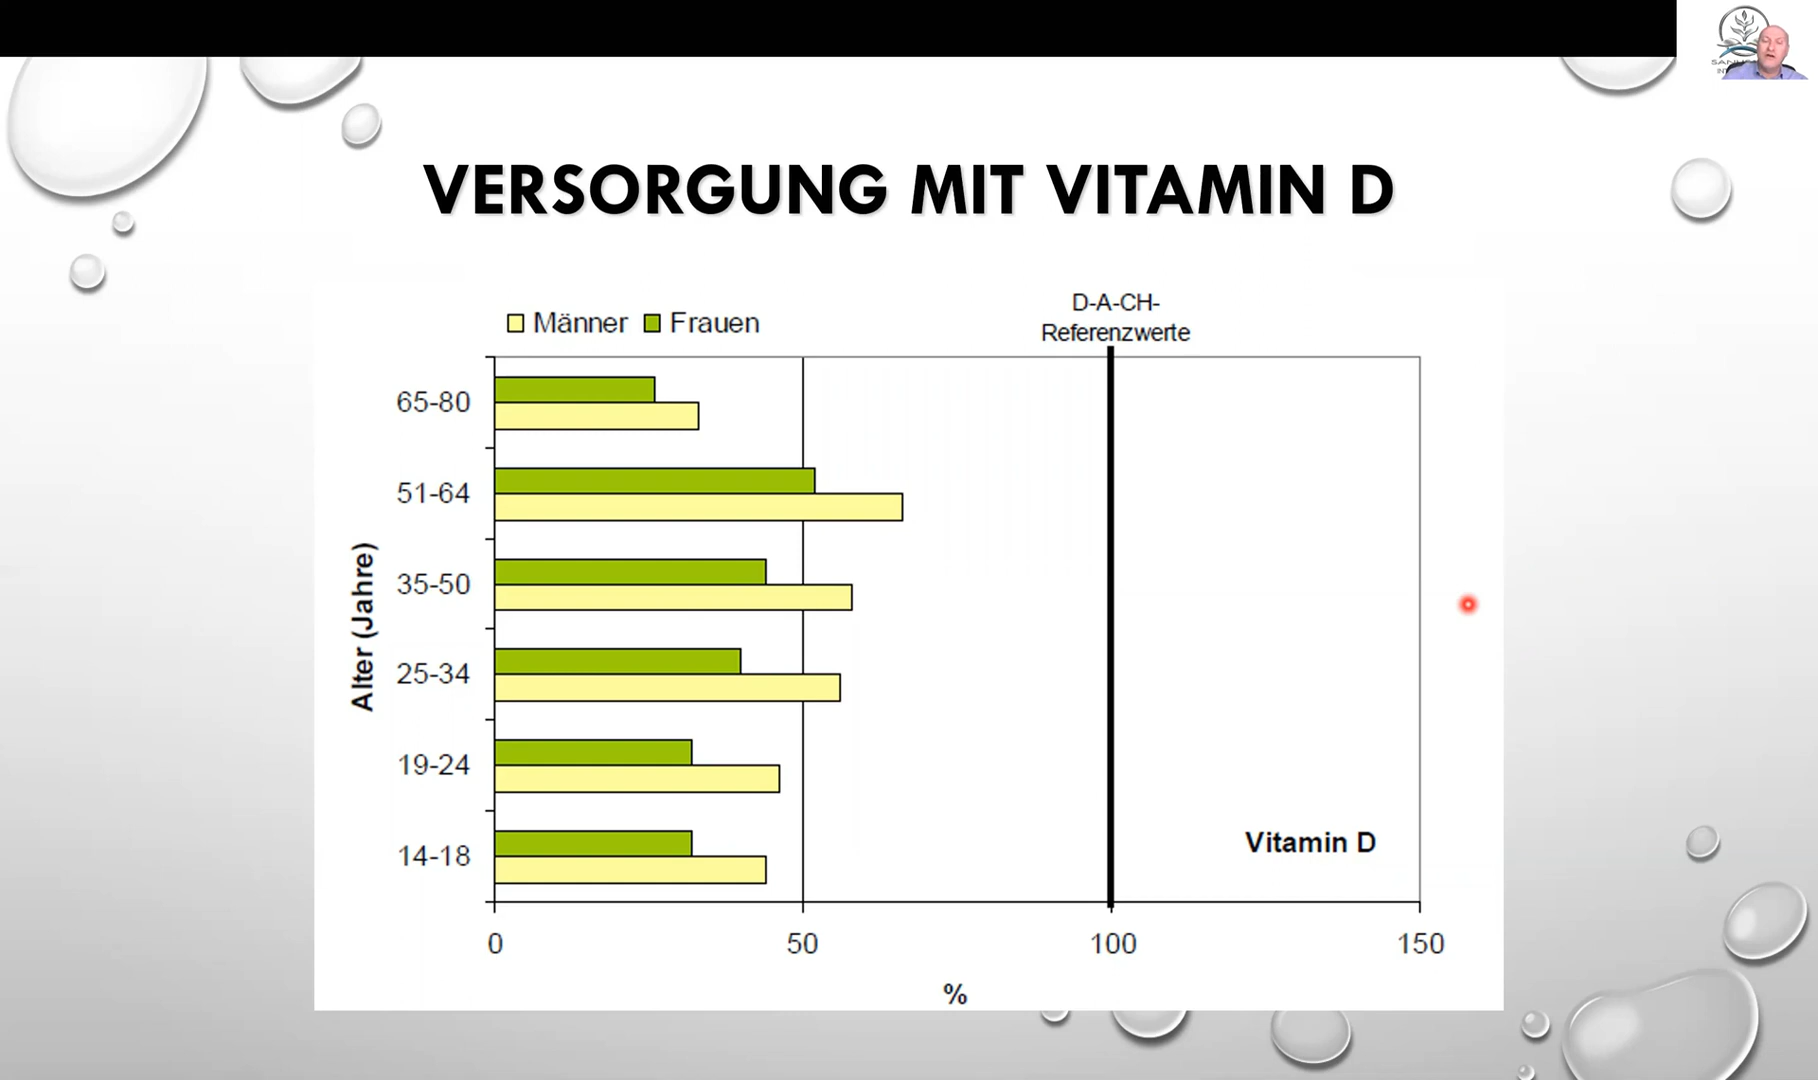 VERSORGUNG MIT VITAMIN D
D-A-CH-
Referenzwerte
Männer Frauen
65-80
51-64
35-50
25-34
19-24
14-18
Alter (Jahre)
Vitamin D
0 50 100 150
%